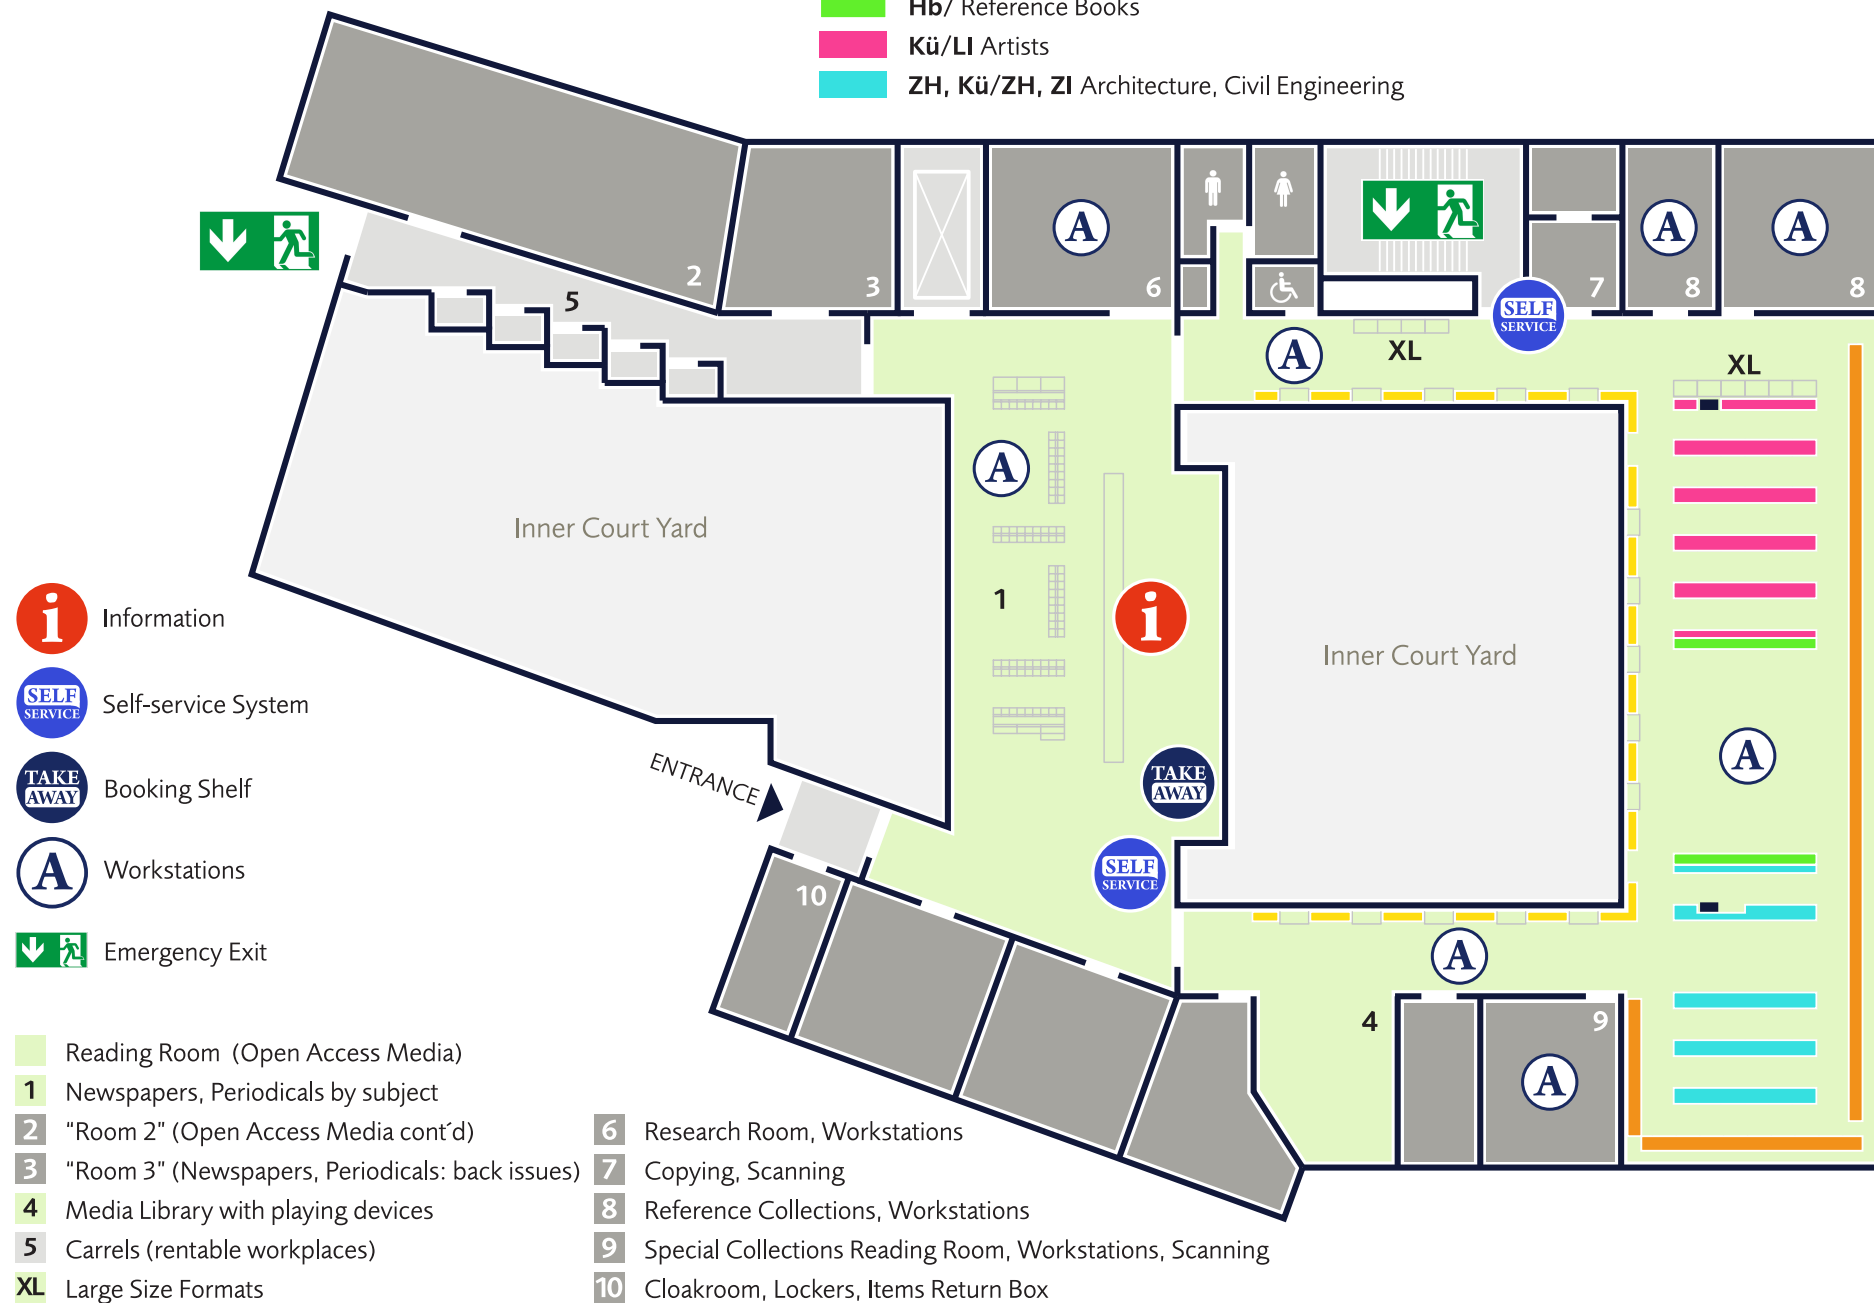 Hb/ Reference Books
Kü/LI Artists
ZH, Kü/ZH, ZI Architecture, Civil Engineering
A
A
A
2
3
6
7
8
8
5
SELF
SERVICE
A
XL
XL
A
Inner Court Yard
1
i
Inner Court Yard
i Information
SELF
SERVICE
Self-service System
ENTRANCE
TAKE
AWAY
A
TAKE
AWAY
Booking Shelf
A Workstations
SELF
SERVICE
10
A
Emergency Exit
4
9
A
Reading Room (Open Access Media)
1 Newspapers, Periodicals by subject
2 "Room 2" (Open Access Media cont´d)
3 "Room 3" (Newspapers, Periodicals: back issues)
4 Media Library with playing devices
5 Carrels (rentable workplaces)
XL Large Size Formats
6 Research Room, Workstations
7 Copying, Scanning
8 Reference Collections, Workstations
9 Special Collections Reading Room, Workstations, Scanning
10 Cloakroom, Lockers, Items Return Box